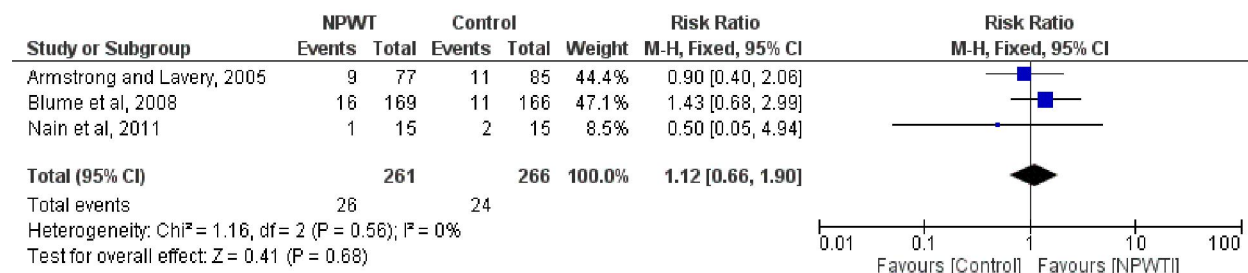 NPWT Control Risk Ratio Risk Ratio
Study or Subgroup Events Total Events Total Weight M-H, Fixed, 95% CI M-H, Fixed, 95% CI
Armstrong and Lavery, 2005 9 77 11 85 44.4% 0.90 [0.40, 2.06]
Blume et al, 2008 16 169 11 166 47.1% 1.43 [0.68, 2.99]
Nain et al, 2011 1 15 2 15 8.5% 0.50 [0.05, 4.94]
Total (95% CI) 261 266 100.0% 1.12 [0.66, 1.90]
Total events 26 24
Heterogeneity: Chi² = 1.16, df = 2 (P = 0.56); I² = 0%
Test for overall effect: Z = 0.41 (P = 0.68)
0.01 0.1 1 10 100
Favours [Control] Favours [NPWTI]